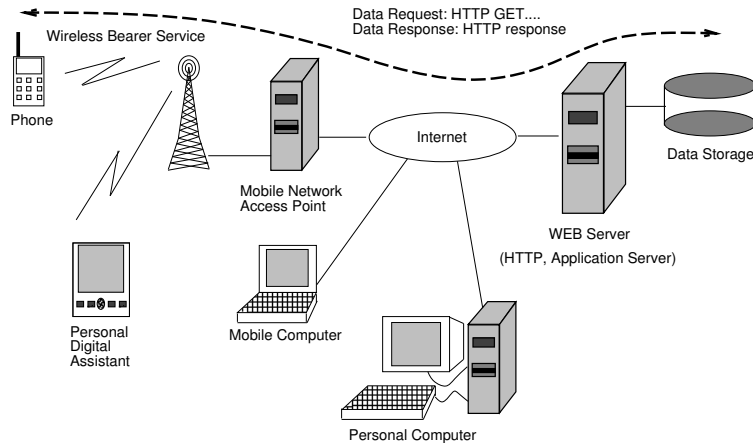 Data Request: HTTP GET....
Data Response: HTTP response
Wireless Bearer Service
Phone
Internet
Mobile Network
Access Point
Data Storage
WEB Server
(HTTP, Application Server)
Personal
Digital
Assistant
Mobile Computer
Personal Computer